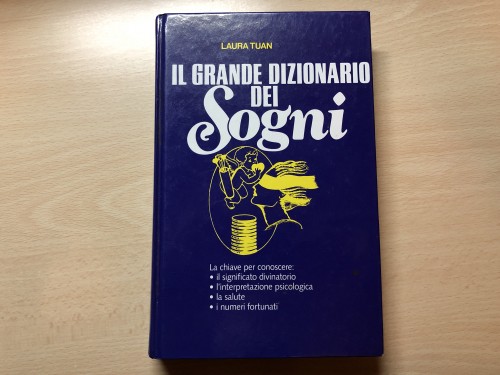 LAURA TUAN
IL GRANDE DIZIONARIO
DEI
Sogni
La chiave per conoscere:
• il significato divinatorio
• l'interpretazione psicologica
• la salute
• i numeri fortunati